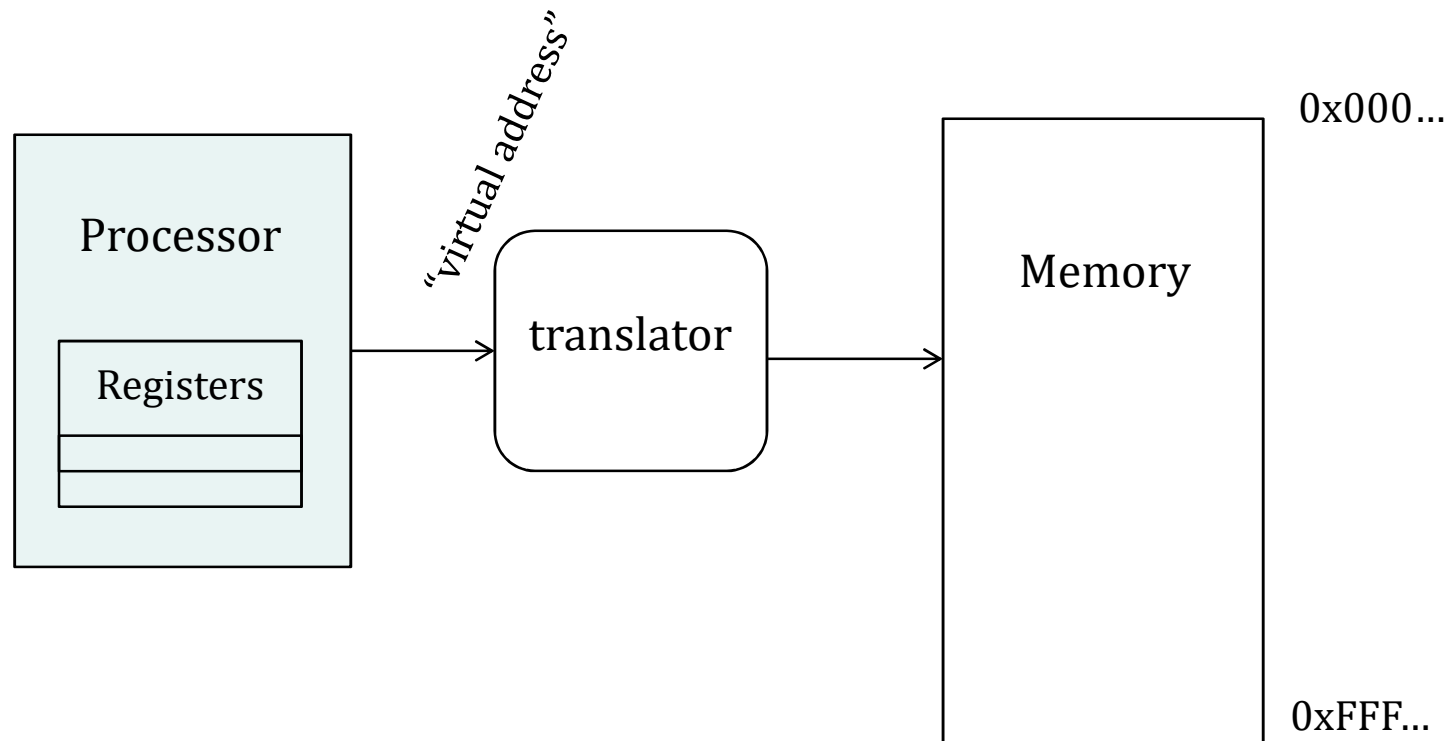 “virtual address”
0x000…
Processor
Memory
translator
Registers
0xFFF…